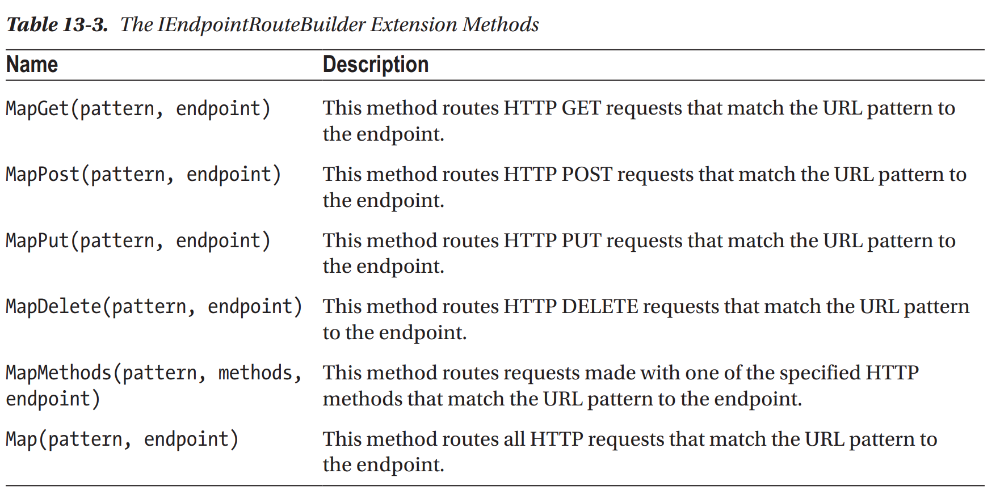 Table 13-3. The IEndpointRouteBuilder Extension Methods
Name Description
MapGet(pattern, endpoint) This method routes HTTP GET requests that match the URL pattern to
the endpoint.
MapPost(pattern, endpoint) This method routes HTTP POST requests that match the URL pattern to
the endpoint.
MapPut(pattern, endpoint) This method routes HTTP PUT requests that match the URL pattern to
the endpoint.
MapDelete(pattern, endpoint) This method routes HTTP DELETE requests that match the URL pattern
to the endpoint.
MapMethods(pattern, methods, This method routes requests made with one of the specified HTTP
endpoint) methods that match the URL pattern to the endpoint.
Map(pattern, endpoint) This method routes all HTTP requests that match the URL pattern to
the endpoint.